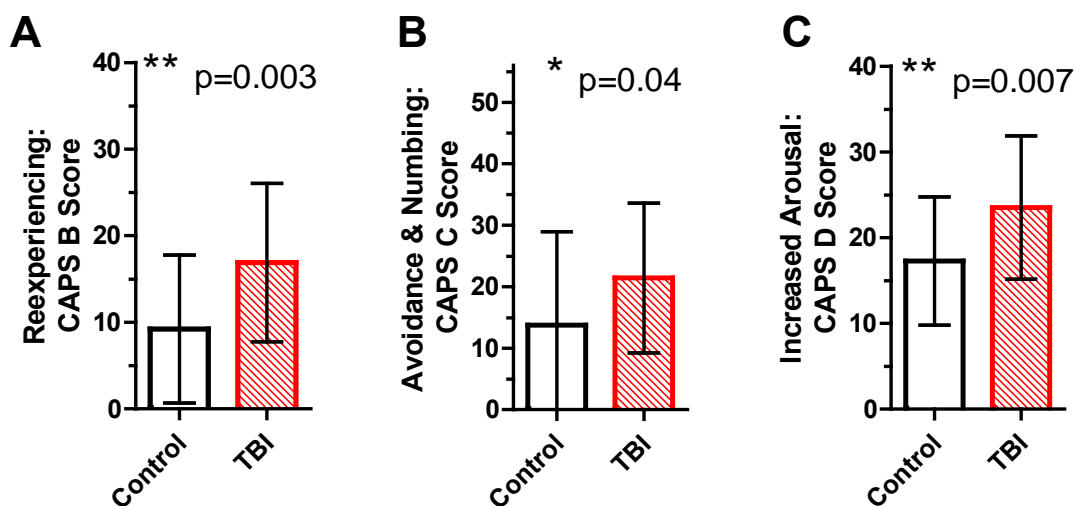 A
** p=0.003
Reexperiencing:
CAPS B Score
40
30
20
10
0
Control
TBI
B
* p=0.04
Avoidance & Numbing:
CAPS C Score
50
40
30
20
10
0
Control
TBI
C
** p=0.007
Increased Arousal:
CAPS D Score
40
30
20
10
0
Control
TBI